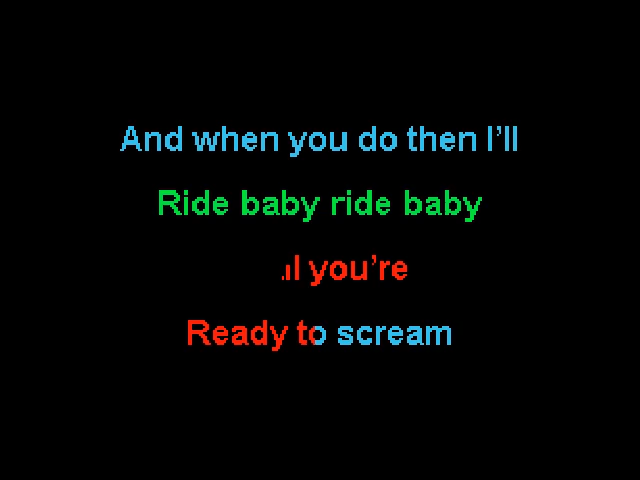 And when you do then I'll
Ride baby ride baby
you're
Ready to scream